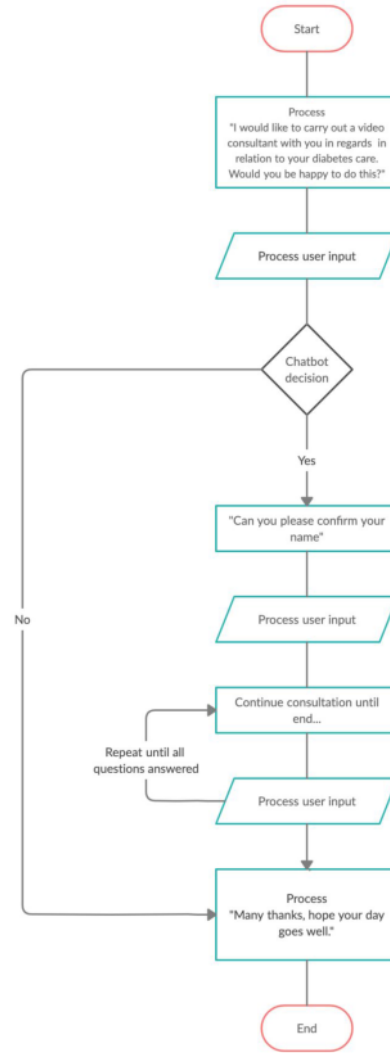 Start
Process
"I would like to carry out a video
consultant with you in regards in
relation to your diabetes care.
Would you be happy to do this?"
Process user input
Chatbot
decision
Yes
"Can you please confirm your
name"
No
Process user input
Continue consultation until
end...
Repeat until all
questions answered
Process user input
Process
"Many thanks, hope your day
goes well."
End